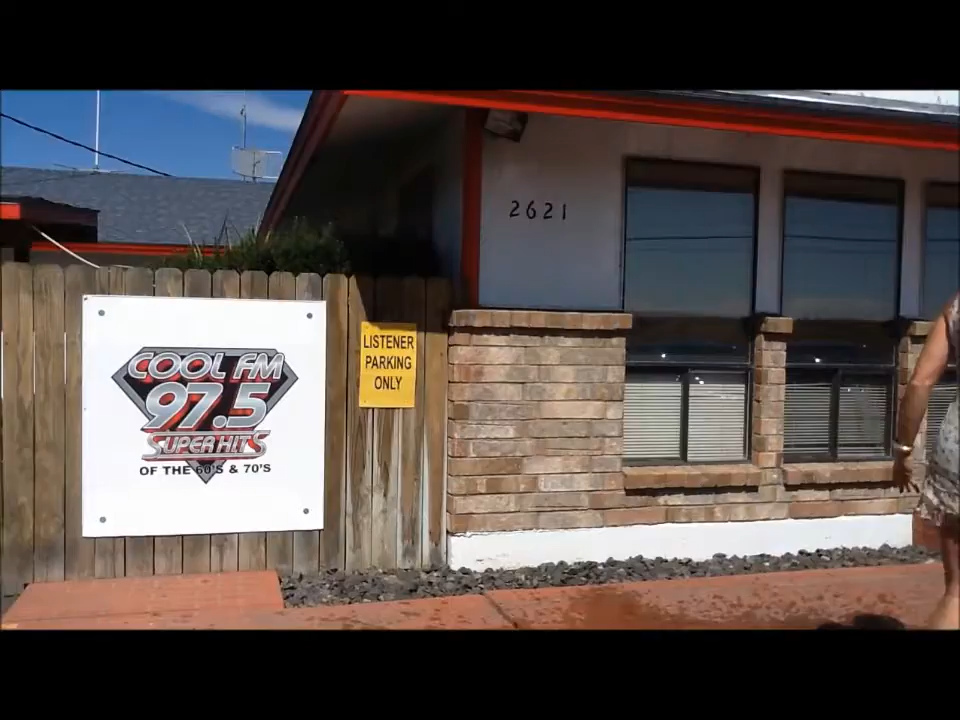 2621
LISTENER
PARKING
ONLY
COOL FM
97.5
SUPER HITS
OF THE 60'S & 70'S